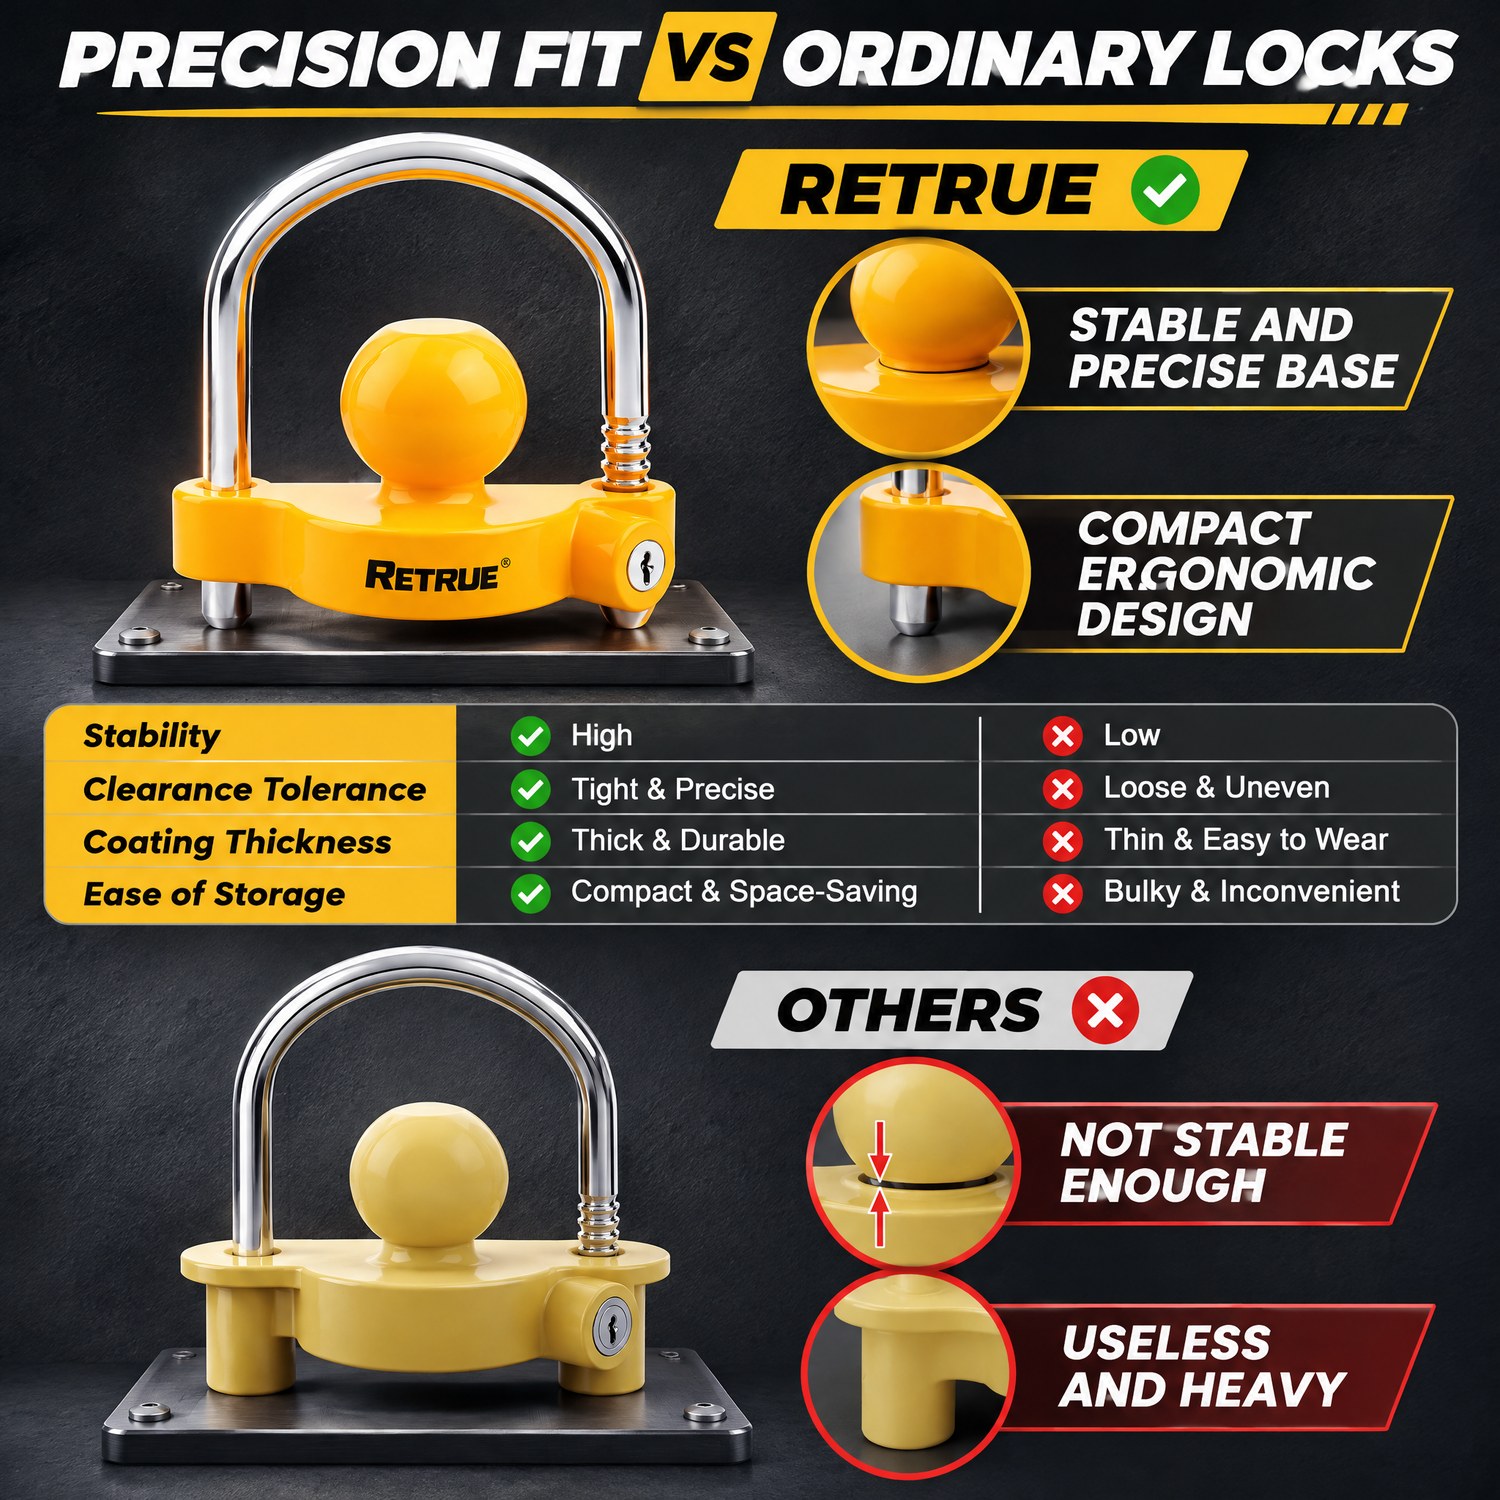 PRECISION FIT VS ORDINARY LOCKS
RETRUE
STABLE AND
PRECISE BASE
RETRUE®
COMPACT
ERGONOMIC
DESIGN
Stability High Low
Clearance Tolerance Tight & Precise Loose & Uneven
Coating Thickness Thick & Durable Thin & Easy to Wear
Ease of Storage Compact & Space-Saving Bulky & Inconvenient
OTHERS
NOT STABLE
ENOUGH
USELESS
AND HEAVY